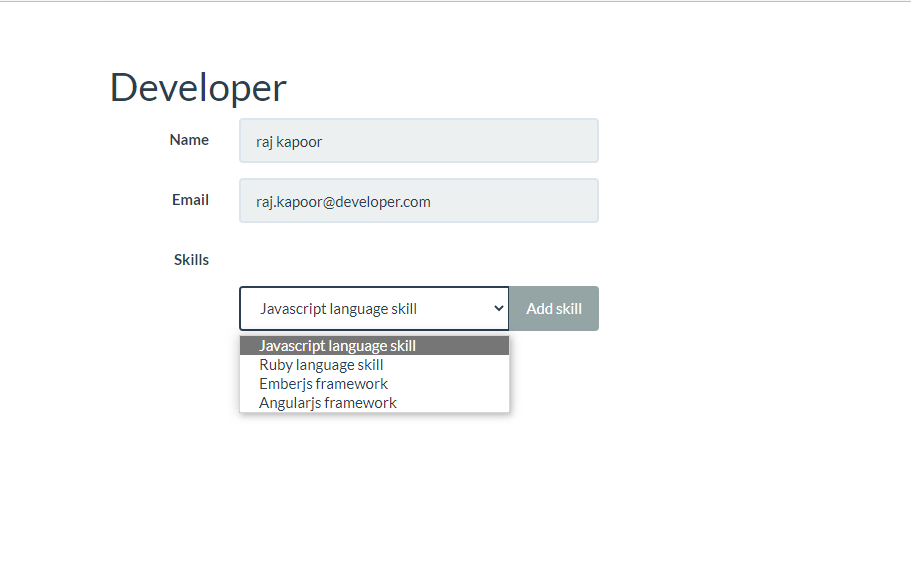 Developer
Name
raj kapoor
Email
raj.kapoor@developer.com
Skills
Javascript language skill
Add skill
Javascript language skill
Ruby language skill
Emberjs framework
Angularjs framework